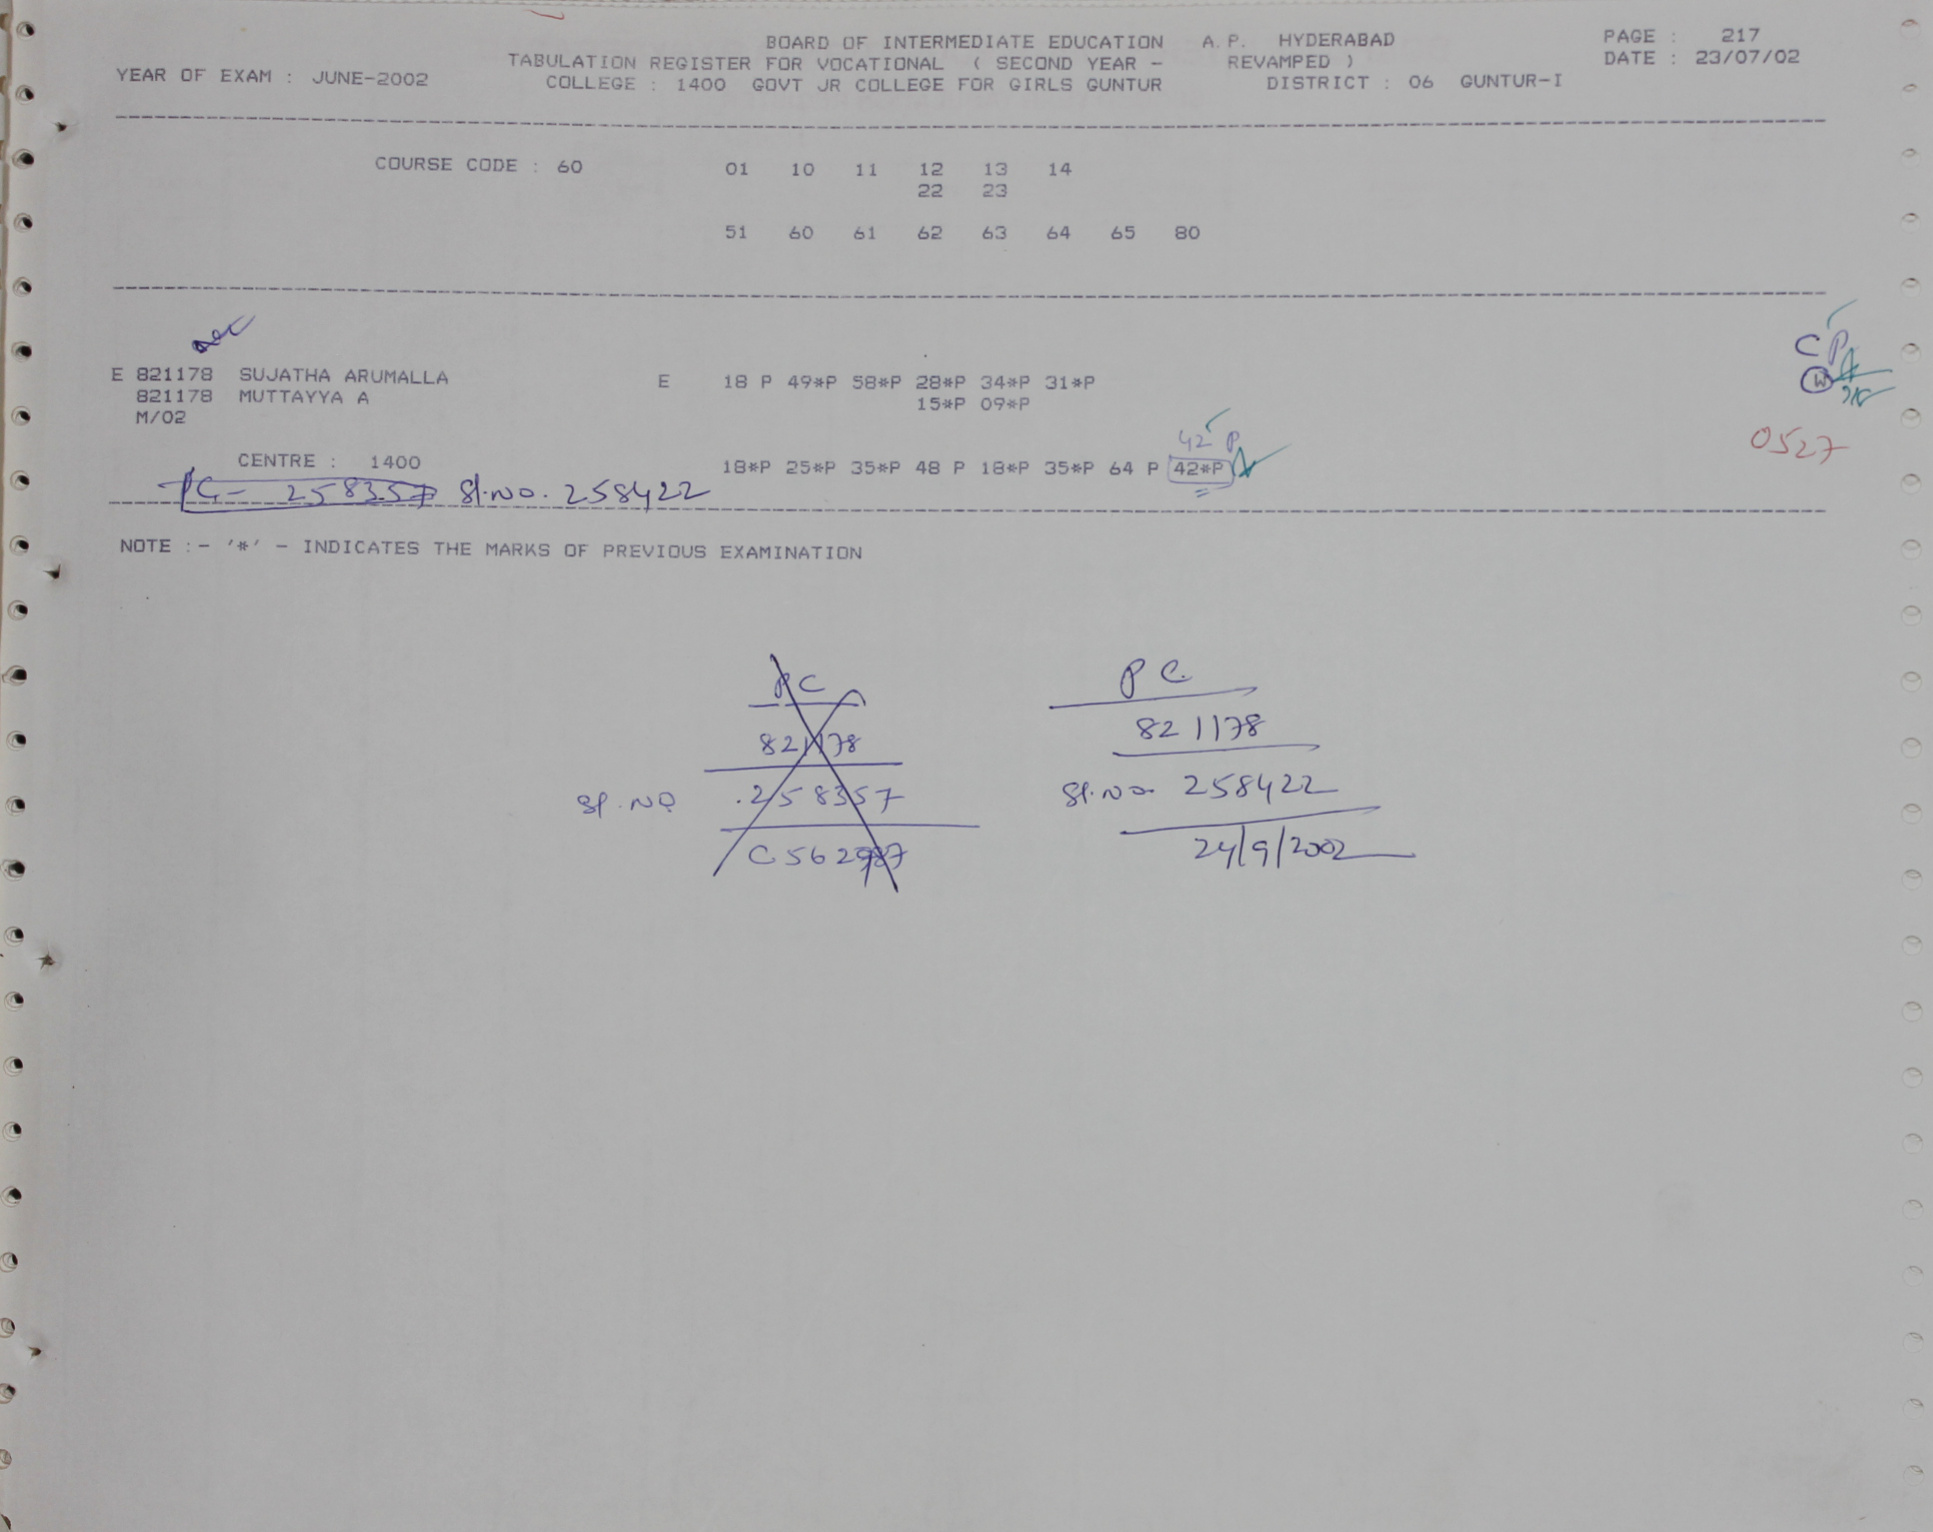 BOARD OF INTERMEDIATE EDUCATION A.P. HYDERABAD PAGE : 217
TABULATION REGISTER FOR VOCATIONAL ( SECOND YEAR - REVAMPED ) DATE : 23/07/02
YEAR OF EXAM : JUNE-2002 COLLEGE : 1400 GOVT JR COLLEGE FOR GIRLS GUNTUR DISTRICT : 06 GUNTUR-I
COURSE CODE : 60 01 10 11 12 13 14
22 23
51 60 61 62 63 64 65 80
C P
E 821178 SUJATHA ARUMALLA E 18 P 49*P 58*P 28*P 34*P 31*P
821178 MUTTAYYA A 15*P 09*P
W
M/02
42 P
0527
CENTRE : 1400 18*P 25*P 35*P 48 P 18*P 35*P 64 P 42*P
PC- 258357 Sl.No. 258422
NOTE :- '*' - INDICATES THE MARKS OF PREVIOUS EXAMINATION
PC
821178
Sl.No .258357
PC
821178
Sl.No. 258422
24/9/2002